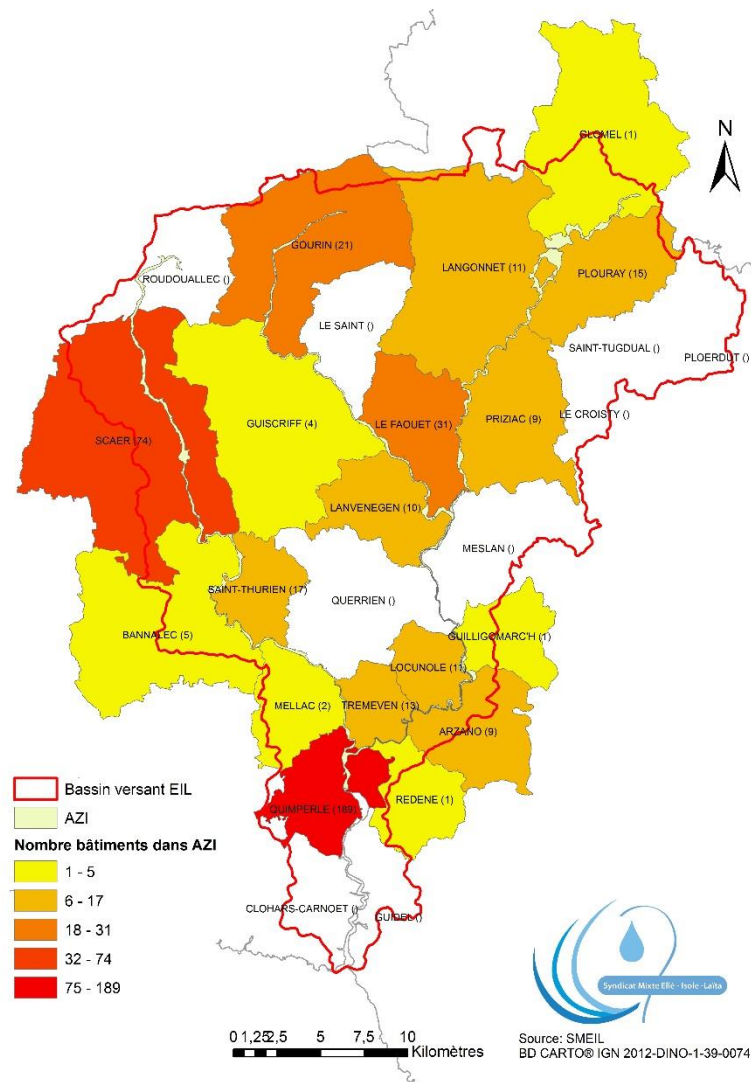 GLOMEL (1)
N
GOURIN (21)
LANGONNET (11)
PLOURAY (15)
ROUDOUALLEC ()
LE SAINT ()
SAINT-TUGDUAL ()
PLOERDUT ()
LE CROISTY ()
SCAER (74)
GUISCRIFF (4)
LE FAOUET (31)
PRIZIAC (9)
LANVENEGEN (10)
MESLAN ()
SAINT-THURIEN (17)
QUERRIEN ()
BANNALEC (5)
GUILLIGOMARC'H (1)
LOCUNOLE (11)
MELLAC (2)
TREMEVEN (13)
ARZANO (9)
QUIMPERLE (189)
REDENE (1)
CLOHARS-CARNOET ()
GUIDEL ()
Bassin versant EIL
AZI
Nombre bâtiments dans AZI
1 - 5
6 - 17
18 - 31
32 - 74
75 - 189
Syndicat Mixte Ellé - Isole -Laïta
0 1,25 2,5 5 7,5 10
Kilomètres
Source: SMEIL
BD CARTO® IGN 2012-DINO-1-39-0074